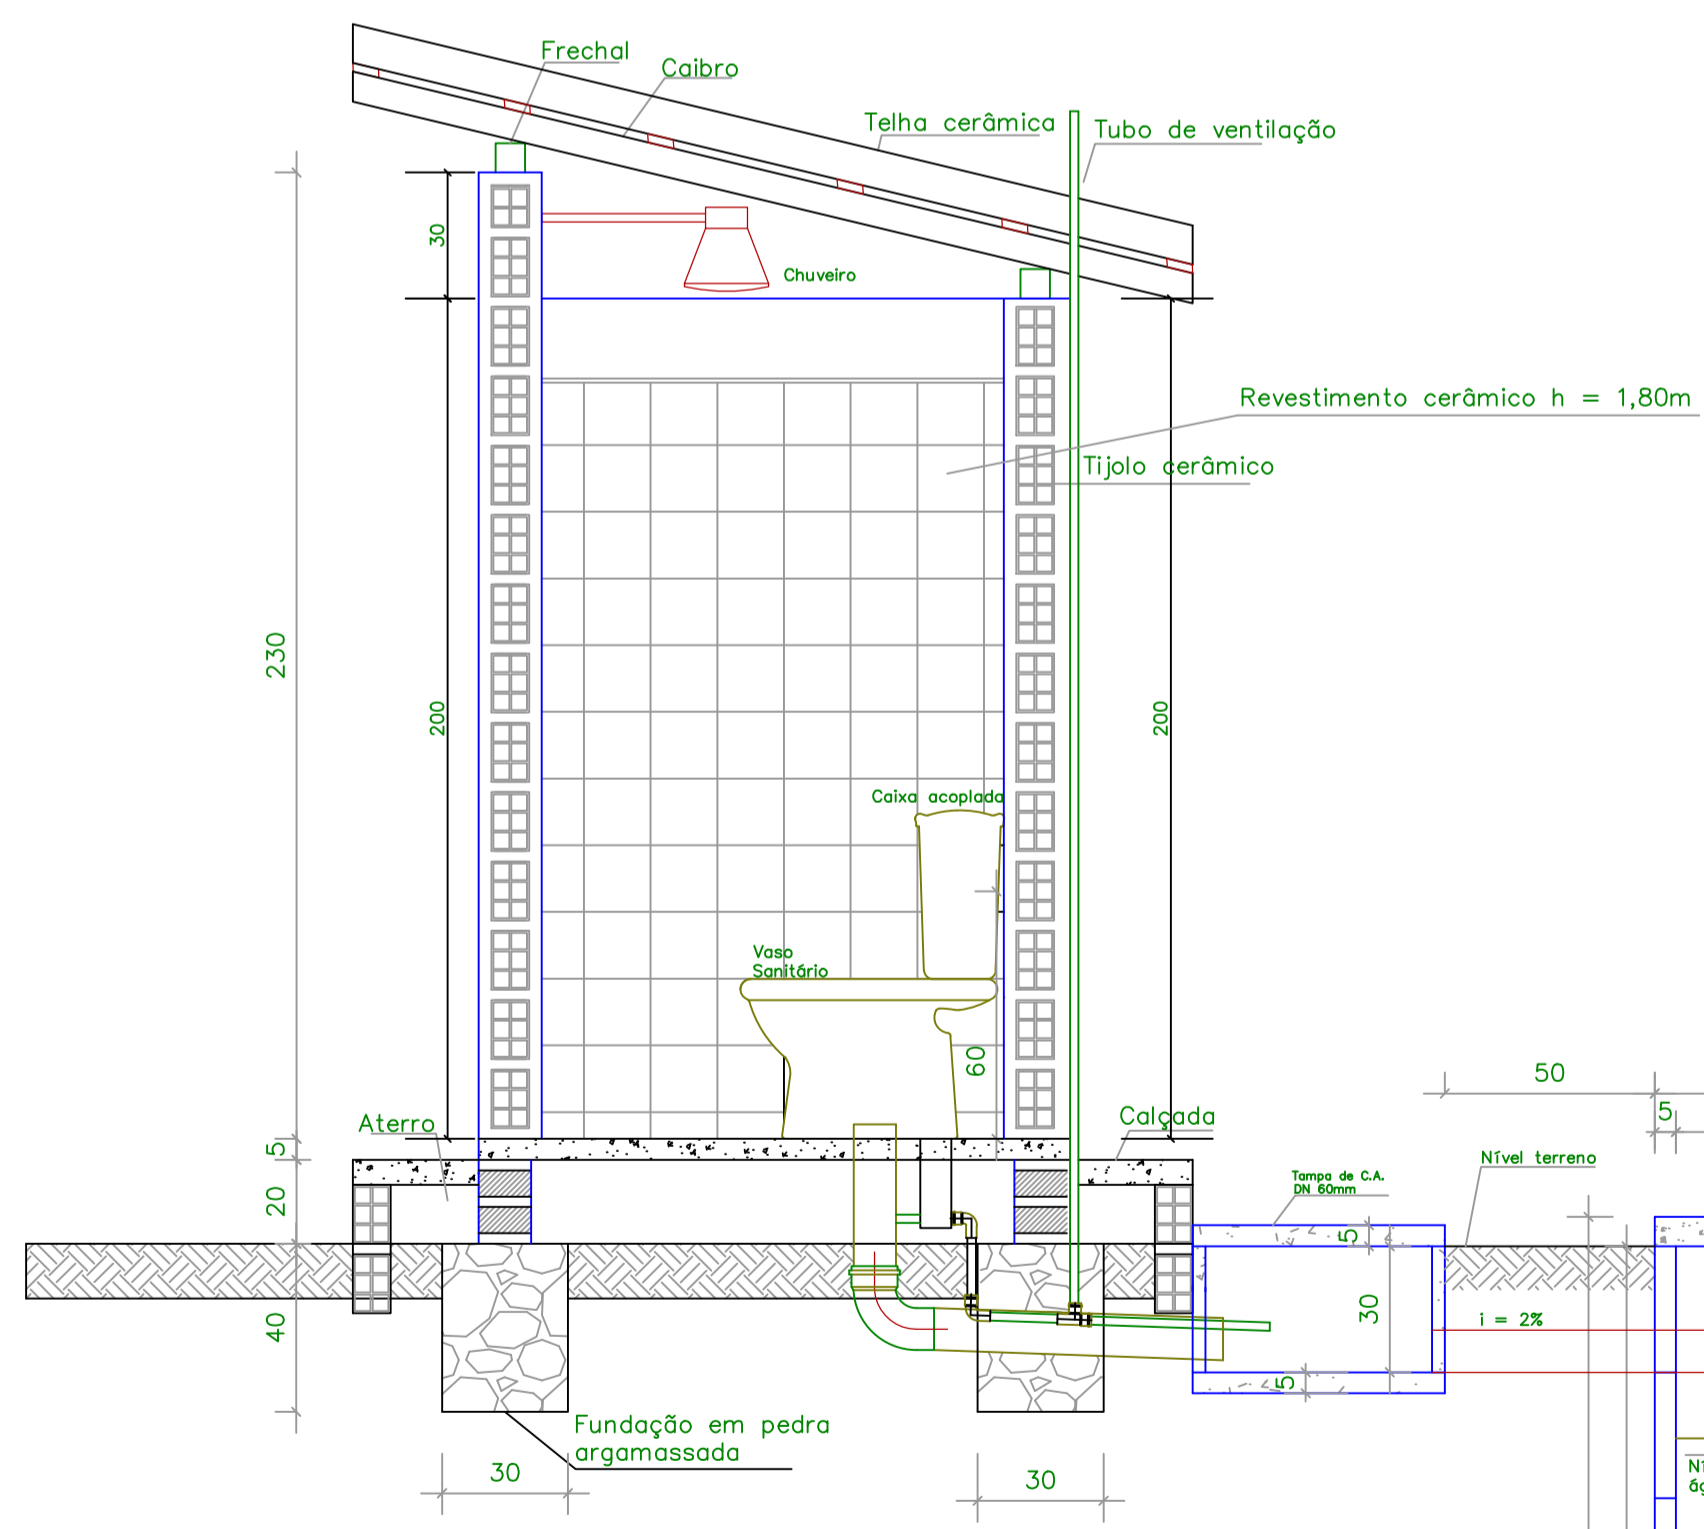 Frechal
Caibro
Telha cerâmica
Tubo de ventilação
30
Chuveiro
Revestimento cerâmico h = 1,80m
Tijolo cerâmico
230
200
200
Caixa acoplada
Vaso
Sanitário
60
50
5
Aterro
Calçada
5
Nível terreno
Tampa de C.A.
DN 60mm
20
5
40
30
i = 2%
5
Fundação em pedra
argamassada
30
30